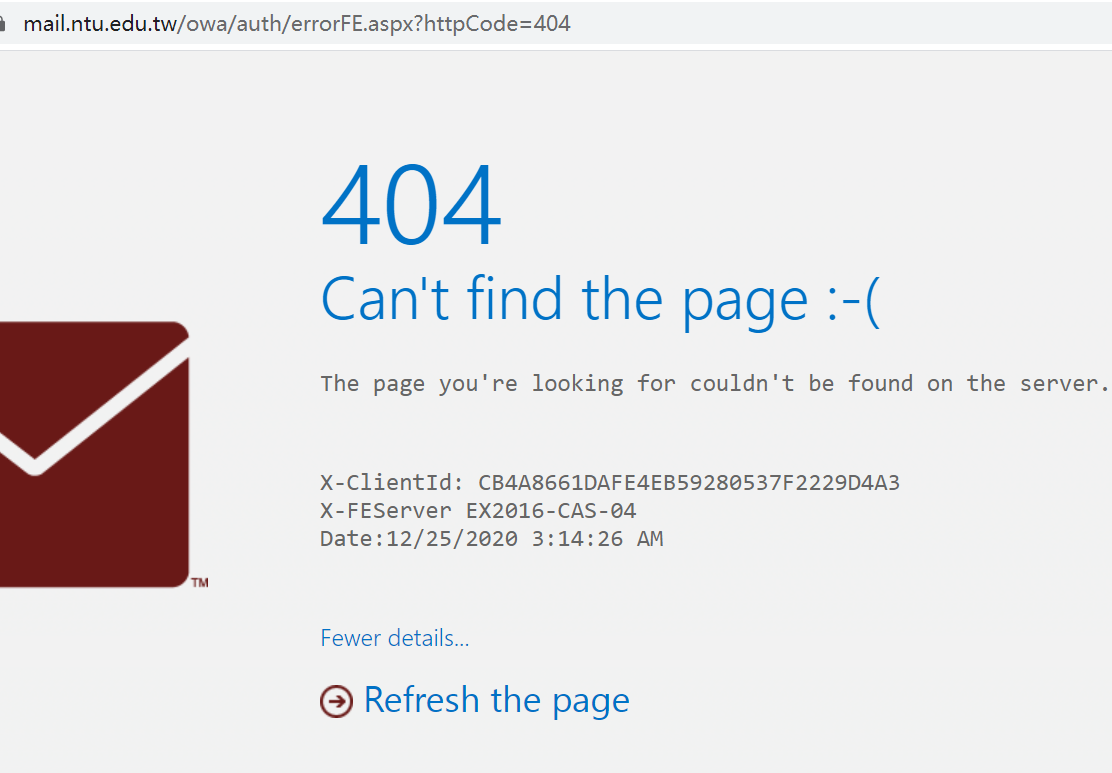 mail.ntu.edu.tw/owa/auth/errorFE.aspx?httpCode=404
404
Can't find the page :-(
The page you're looking for couldn't be found on the server.
X-ClientId: CB4A8661DAFE4EB59280537F2229D4A3
X-FEServer EX2016-CAS-04
Date:12/25/2020 3:14:26 AM
TM
Fewer details...
Refresh the page